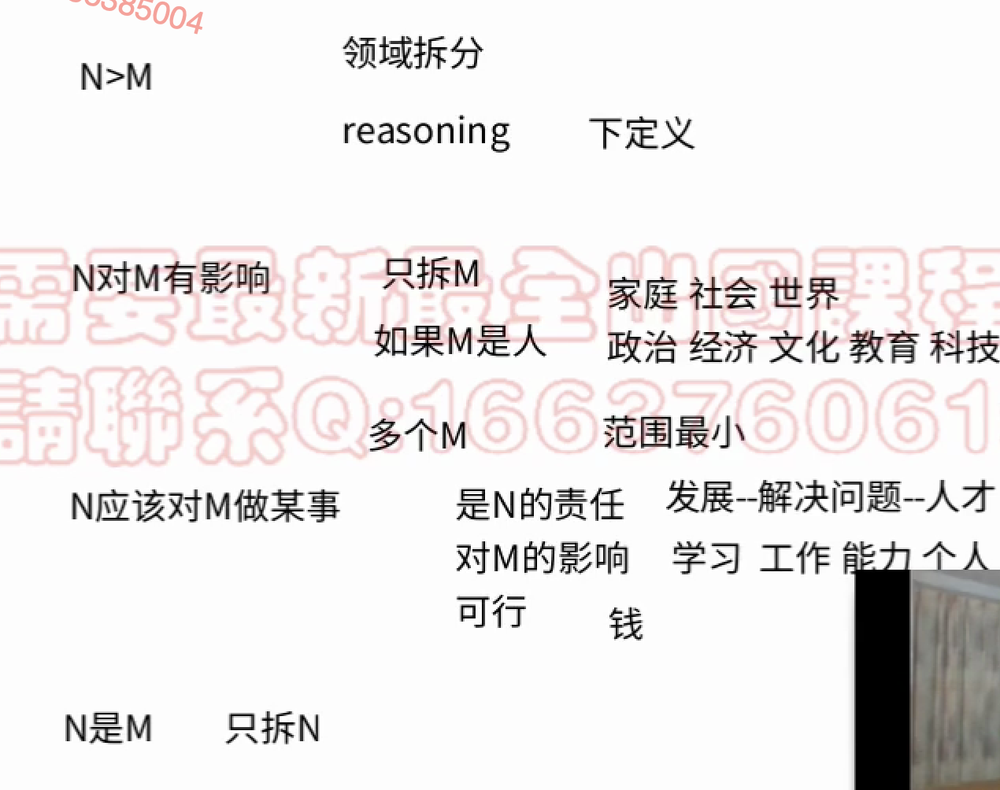 385004
领域拆分
N>M
reasoning 下定义
N对M有影响 只拆M
家庭 社会 世界
如果M是人 政治 经济 文化 教育 科技
需要最新最全出國課程
請聯系Q:166376061
多个M 范围最小
N应该对M做某事 是N的责任 发展--解决问题--人才
对M的影响 学习 工作 能力 个人
可行 钱
N是M 只拆N